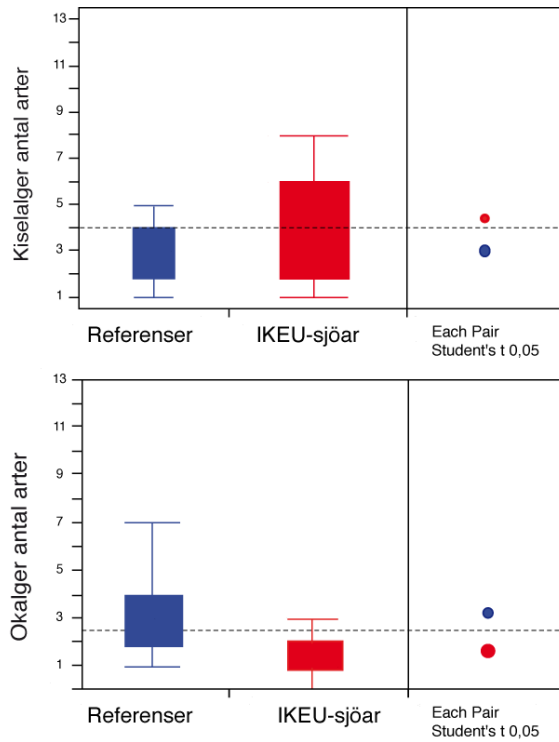 Kiselalger antal arter
13
11
9
7
5
3
1
Referenser
IKEU-sjöar
Each Pair
Student's t 0,05
Okalger antal arter
13
11
9
7
5
3
1
Referenser
IKEU-sjöar
Each Pair
Student's t 0,05